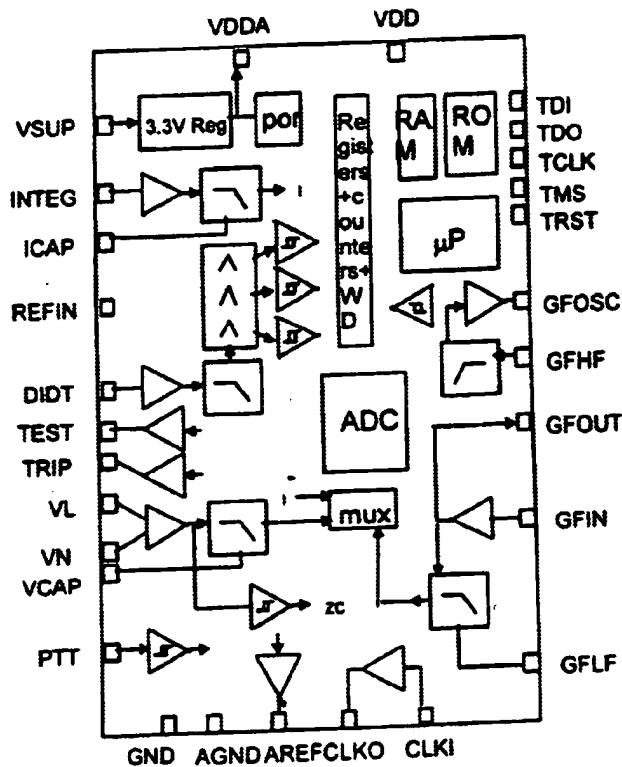 VDDA
VDD
VSUP
3.3V Reg
por
Re
gist
ers
+c
ou
nte
rs+
W
D
RA
M
RO
M
TDI
TDO
TCLK
TMS
TRST
INTEG
i
ICAP
μP
REFIN
GFOSC
GFHF
DIDT
ADC
GFOUT
TEST
TRIP
VL
i
mux
GFIN
VN
VCAP
zc
PTT
GFLF
GND
AGND
AREF
CLKO
CLKI